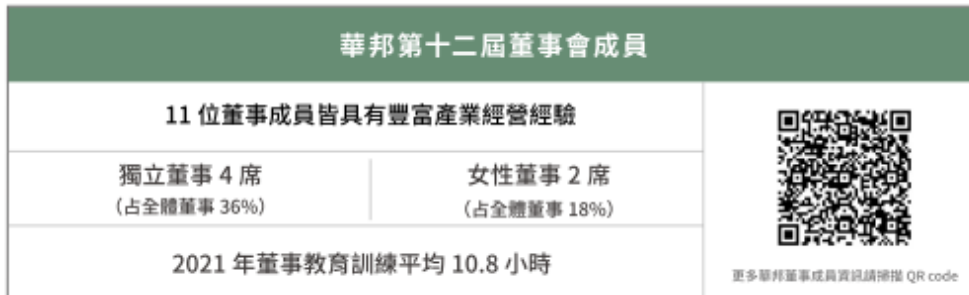 華邦第十二屆董事會成員
11 位董事成員皆具有豐富產業經營經驗
獨立董事 4 席
(占全體董事 36%)
女性董事 2 席
(占全體董事 18%)
2021 年董事教育訓練平均 10.8 小時
更多華邦董事成員資訊請掃描 QR code